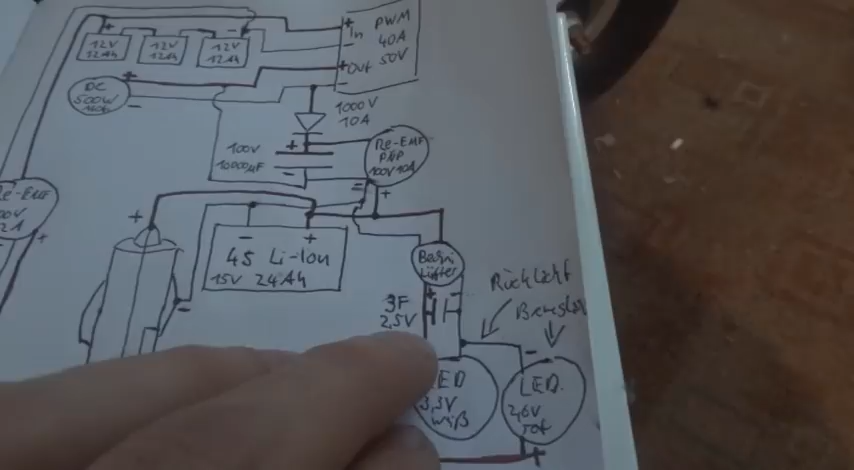 12V
12Ah
12V
12Ah
12V
12Ah
+
-
+
In
-
PWM
40A
50V
+
Out
-
DC
500W
+
-
1000V
10A
100V
10000µF
+
-
Re-EMF
PNP
100V 10A
-
+
Re-EMF
+
+
-
-
+
4S Li-Ion
15V 24Ah
Rücklicht
3F
2,5V
+
-
LED
3,3V
weiß
-
LED
2,6V
rot
+